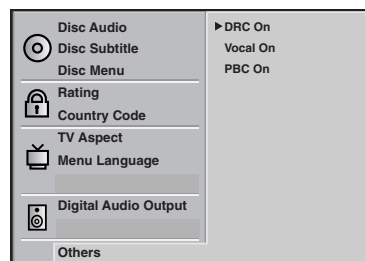 Disc Audio
Disc Subtitle
Disc Menu
Rating
Country Code
TV Aspect
Menu Language
Digital Audio Output
Others
DRC On
Vocal On
PBC On